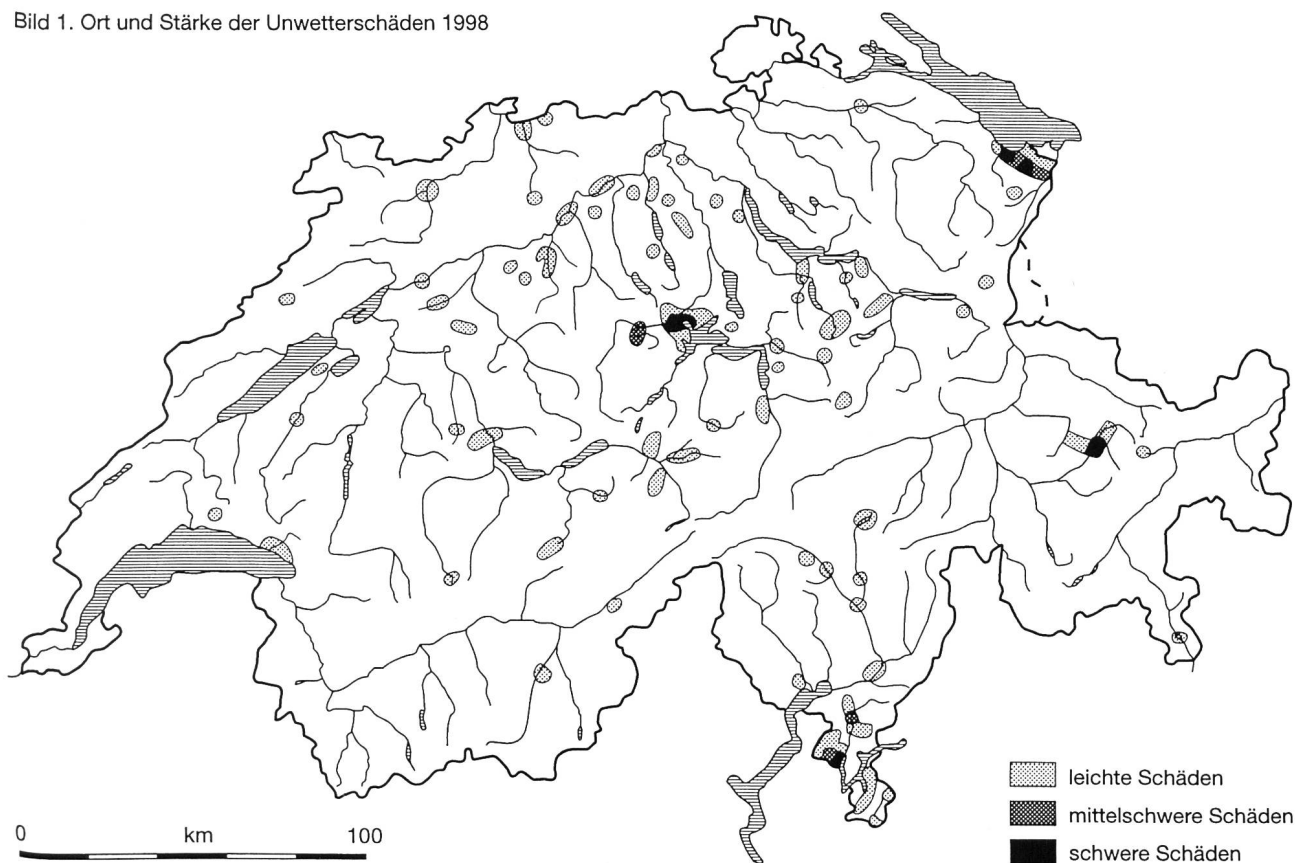 Bild 1. Ort und Stärke der Unwetterschäden 1998
leichte Schäden
mittelschwere Schäden
schwere Schäden
0 km 100